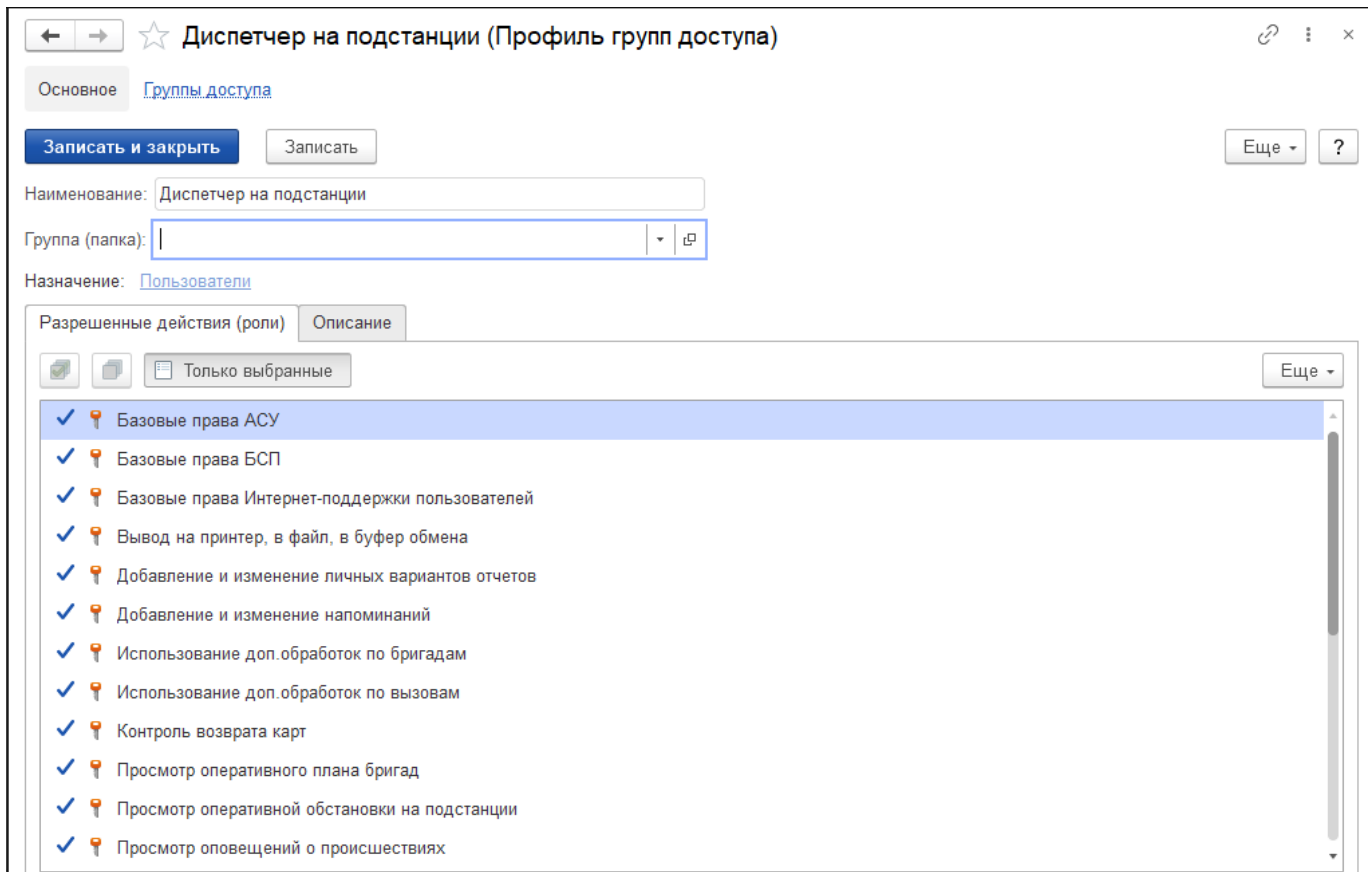 Диспетчер на подстанции (Профиль групп доступа)
Основное Группы доступа
Записать и закрыть Записать Еще ?
Наименование: Диспетчер на подстанции
Группа (папка):
Назначение: Пользователи
Разрешенные действия (роли) Описание
Только выбранные Еще
Базовые права АСУ
Базовые права БСП
Базовые права Интернет-поддержки пользователей
Вывод на принтер, в файл, в буфер обмена
Добавление и изменение личных вариантов отчетов
Добавление и изменение напоминаний
Использование доп.обработок по бригадам
Использование доп.обработок по вызовам
Контроль возврата карт
Просмотр оперативного плана бригад
Просмотр оперативной обстановки на подстанции
Просмотр оповещений о происшествиях